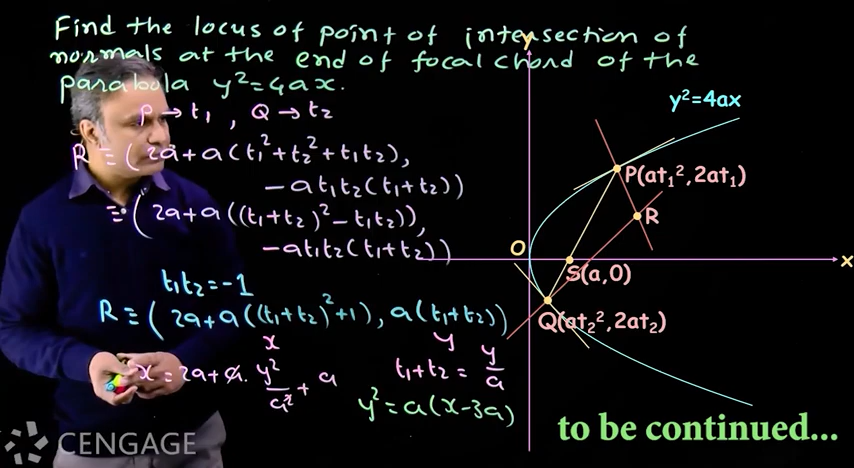 Find the locus of point of intersection of
normals at the end of focal chord of the
parabola y²=4ax.
P → t₁ , Q → t₂
R ≡ (2a+a(t₁²+t₂²+t₁t₂),
-at₁t₂(t₁+t₂))
≡ (2a+a((t₁+t₂)²-t₁t₂)),
-at₁t₂(t₁+t₂))
t₁t₂=-1
R ≡ (2a+a((t₁+t₂)²+1), a(t₁+t₂))
x y
x = 2a+a. y²/a² + a
t₁+t₂ = y/a
y²=a(x-3a)
y
y²=4ax
P(at₁²,2at₁)
R
O
x
S(a,0)
Q(at₂²,2at₂)
to be continued...
CENGAGE